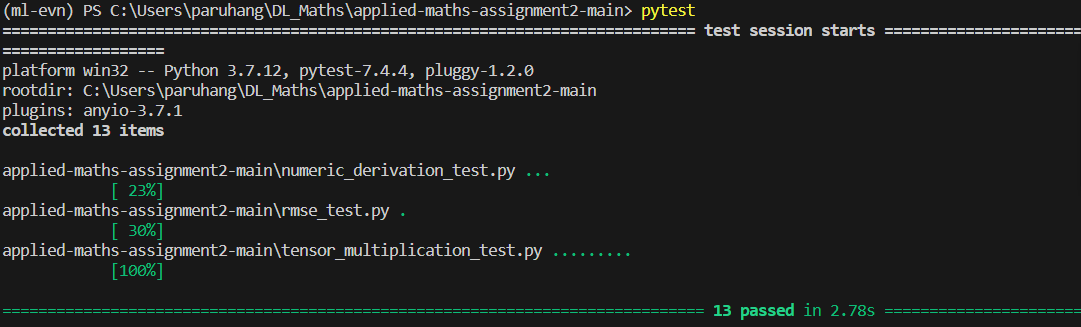 (ml-evn) PS C:\Users\paruhang\DL_Maths\applied-maths-assignment2-main> pytest
============================================================================= test session starts ======================
==================
platform win32 -- Python 3.7.12, pytest-7.4.4, pluggy-1.2.0
rootdir: C:\Users\paruhang\DL_Maths\applied-maths-assignment2-main
plugins: anyio-3.7.1
collected 13 items
applied-maths-assignment2-main\numeric_derivation_test.py ...
[ 23%]
applied-maths-assignment2-main\rmse_test.py .
[ 30%]
applied-maths-assignment2-main\tensor_multiplication_test.py .........
[100%]
============================================================================== 13 passed in 2.78s ======================